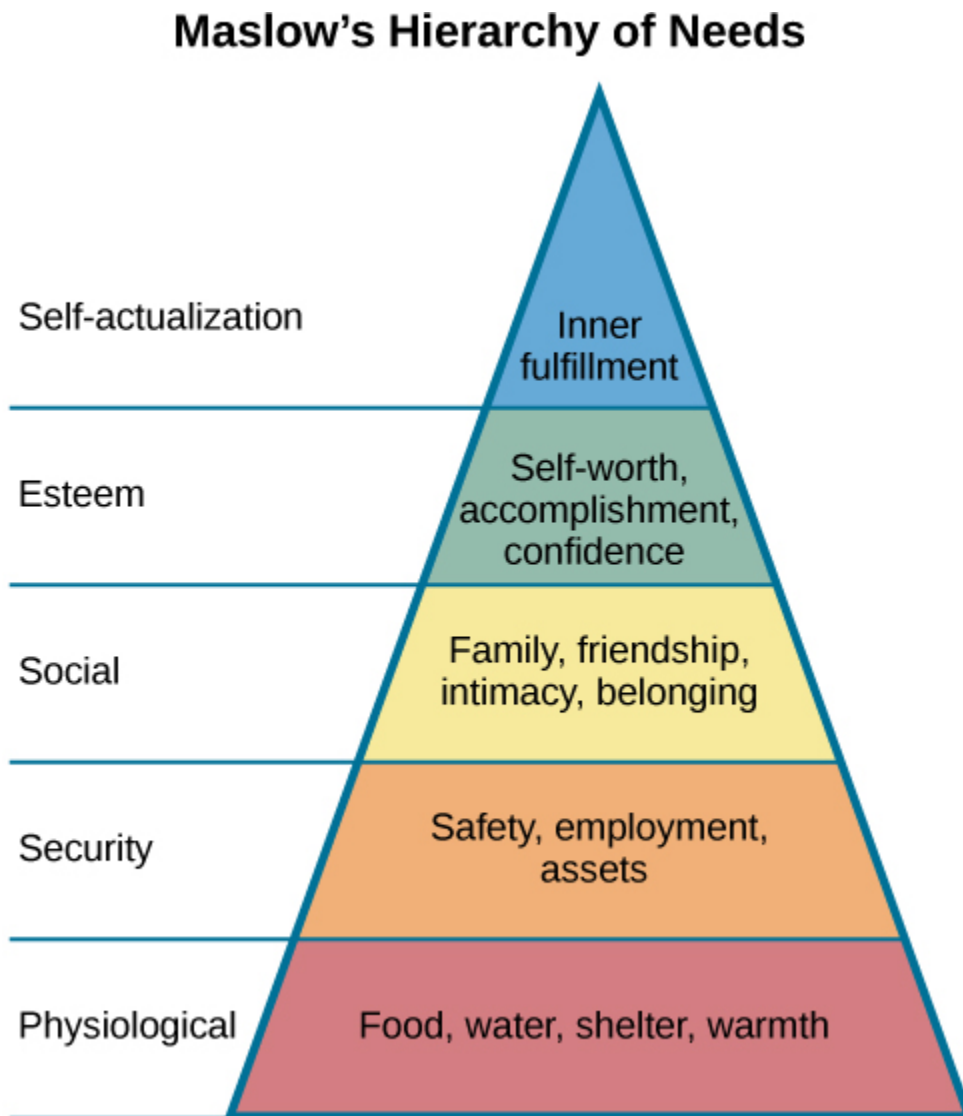 Maslow’s Hierarchy of Needs
Self-actualization
Inner
fulfillment
Esteem
Self-worth,
accomplishment,
confidence
Social
Family, friendship,
intimacy, belonging
Security
Safety, employment,
assets
Physiological
Food, water, shelter, warmth